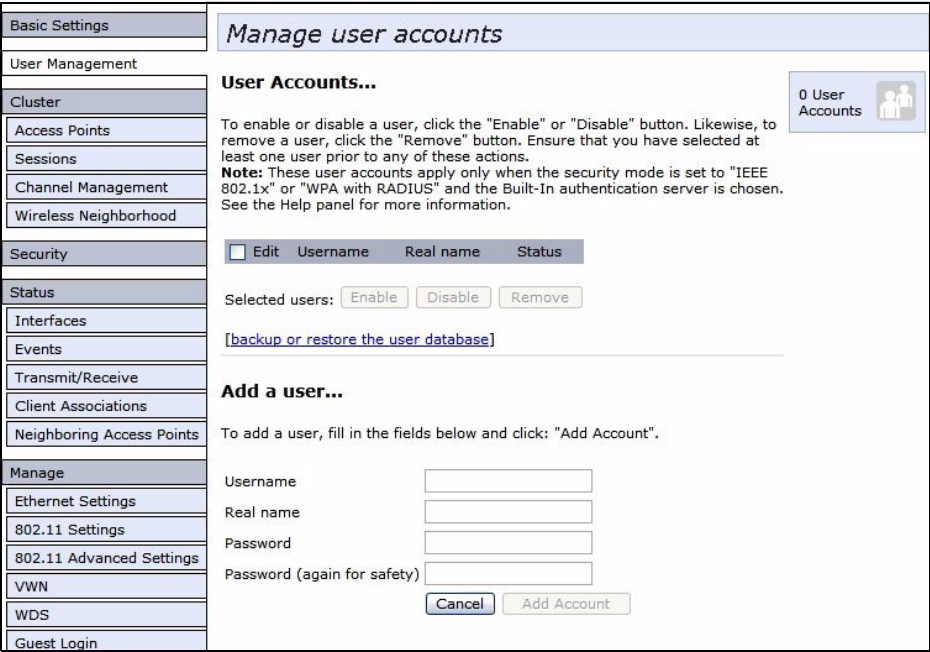 Basic Settings
User Management
Cluster
Access Points
Sessions
Channel Management
Wireless Neighborhood
Security
Status
Interfaces
Events
Transmit/Receive
Client Associations
Neighboring Access Points
Manage
Ethernet Settings
802.11 Settings
802.11 Advanced Settings
VWN
WDS
Guest Login
Manage user accounts
User Accounts...
0 User
Accounts
To enable or disable a user, click the "Enable" or "Disable" button. Likewise, to
remove a user, click the "Remove" button. Ensure that you have selected at
least one user prior to any of these actions.
Note: These user accounts apply only when the security mode is set to "IEEE
802.1x" or "WPA with RADIUS" and the Built-In authentication server is chosen.
See the Help panel for more information.
Edit Username Real name Status
Selected users: Enable Disable Remove
[backup or restore the user database]
Add a user...
To add a user, fill in the fields below and click: "Add Account".
Username
Real name
Password
Password (again for safety)
Cancel Add Account